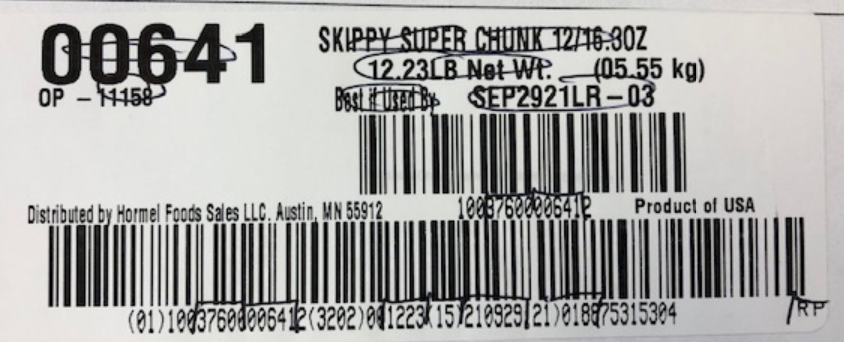 00641
OP - 11158
SKIPPY SUPER CHUNK 12/16.3OZ
12.23LB Net Wt. (05.55 kg)
Best if Used By SEP2921LR-03
Distributed by Hormel Foods Sales LLC. Austin, MN 55912
10037600006412
Product of USA
(01)10037600006412(3202)001223(15)210929(21)018875315304
RP